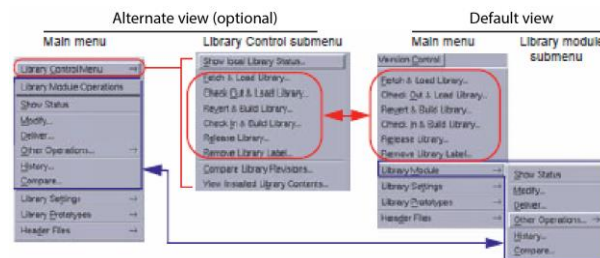 Alternate view (optional)
Default view
Main menu
Library Control submenu
Main menu
Library module
submenu
Library Control Menu
Library Module Operations
Show Status
Modify...
Deliver...
Other Operations...
History...
Compare...
Library Settings
Library Prototypes
Header Files
Show local Library Status...
Fetch & Load Library...
Check Out & Load Library...
Revert & Build Library...
Check In & Build Library...
Release Library...
Remove Library Label...
Compare Library Revisions...
View Installed Library Contents...
Version Control
Fetch & Load Library...
Check Out & Load Library...
Revert & Build Library...
Check In & Build Library...
Release Library...
Remove Library Label...
Library Module
Library Settings
Library Prototypes
Header Files
Show Status
Modify...
Deliver...
Other Operations...
History...
Compare...